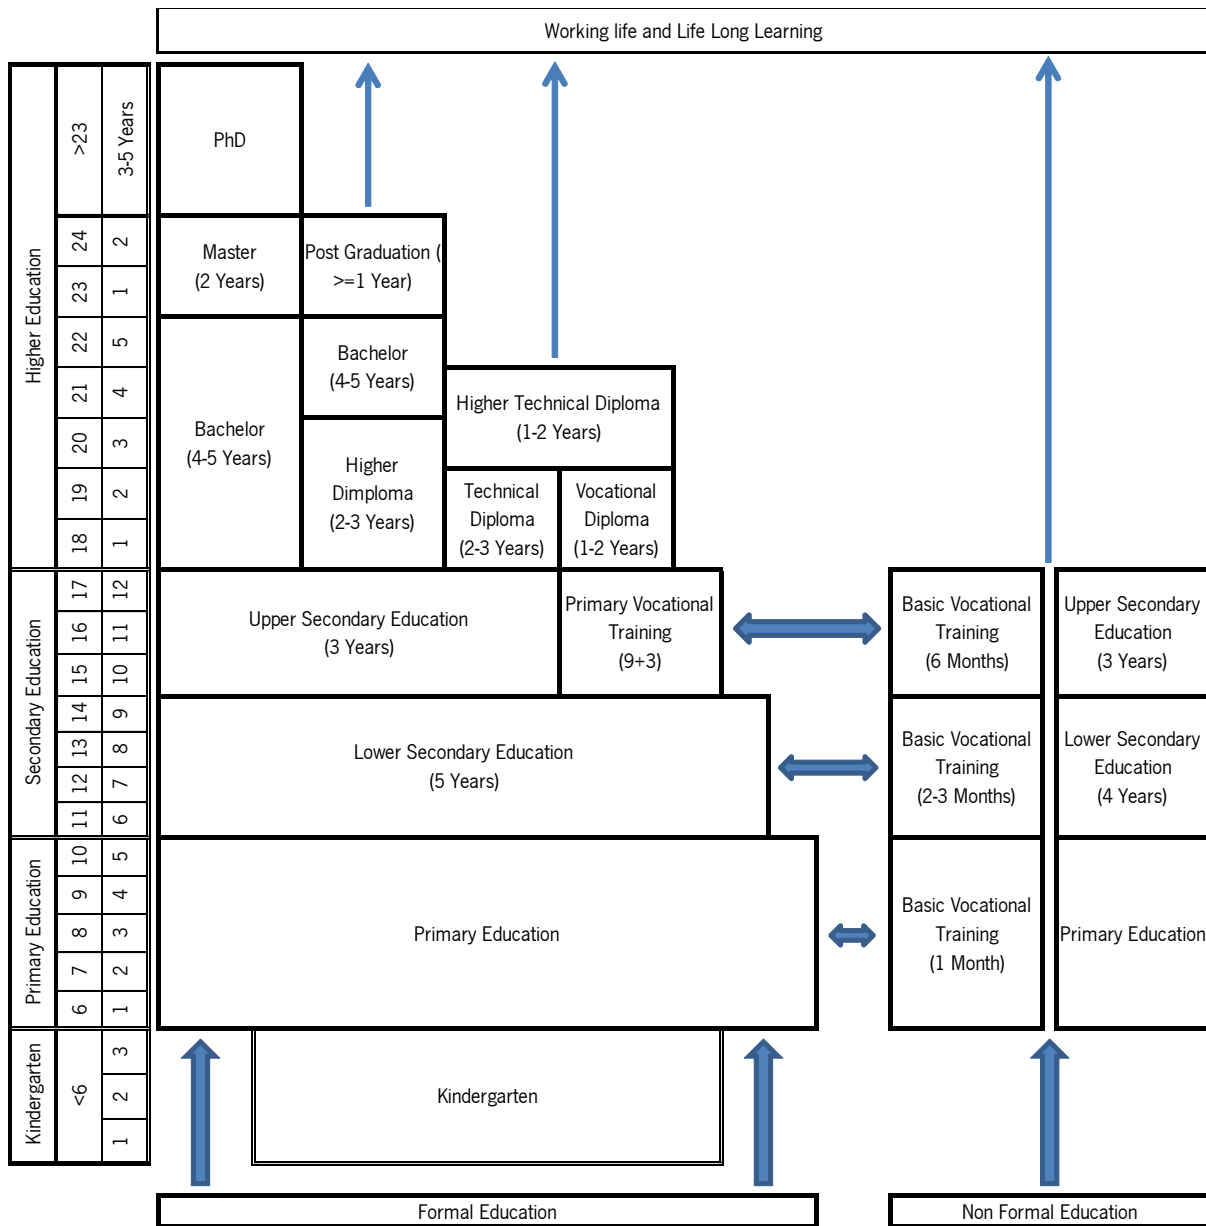 Working life and Life Long Learning
Higher Education
>23
3-5 Years
PhD
24
2
23
1
Master
(2 Years)
Post Graduation (
>=1 Year)
22
5
21
4
20
3
19
2
18
1
Bachelor
(4-5 Years)
Bachelor
(4-5 Years)
Higher
Dimploma
(2-3 Years)
Higher Technical Diploma
(1-2 Years)
Technical
Diploma
(2-3 Years)
Vocational
Diploma
(1-2 Years)
Secondary Education
17
12
16
11
15
10
14
9
13
8
12
7
11
6
Upper Secondary Education
(3 Years)
Primary Vocational
Training
(9+3)
Basic Vocational
Training
(6 Months)
Upper Secondary
Education
(3 Years)
Lower Secondary Education
(5 Years)
Basic Vocational
Training
(2-3 Months)
Lower Secondary
Education
(4 Years)
Primary Education
10
5
9
4
8
3
7
2
6
1
Primary Education
Basic Vocational
Training
(1 Month)
Primary Education
Kindergarten
<6
3
2
1
Kindergarten
Formal Education
Non Formal Education